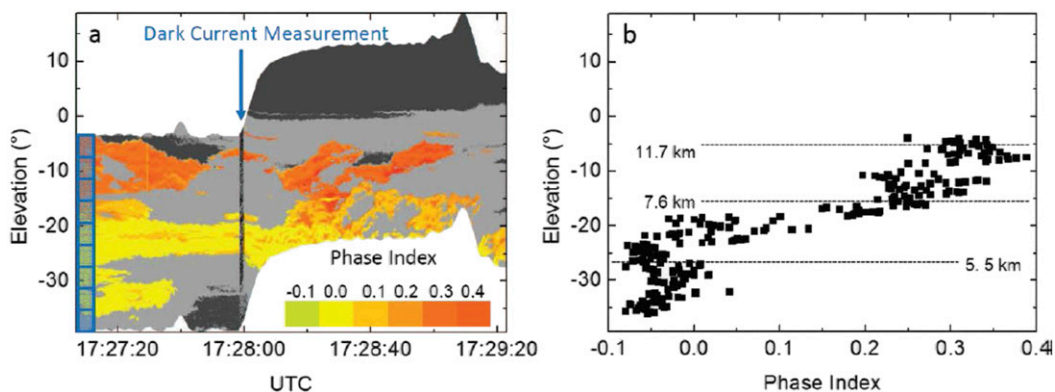 a
Dark Current Measurement
10
0
-10
-20
-30
Elevation (°)
Phase Index
-0.1 0.0 0.1 0.2 0.3 0.4
17:27:20 17:28:00 17:28:40 17:29:20
UTC
b
10
0
-10
-20
-30
Elevation (°)
11.7 km
7.6 km
5. 5 km
-0.1 0.0 0.1 0.2 0.3 0.4
Phase Index